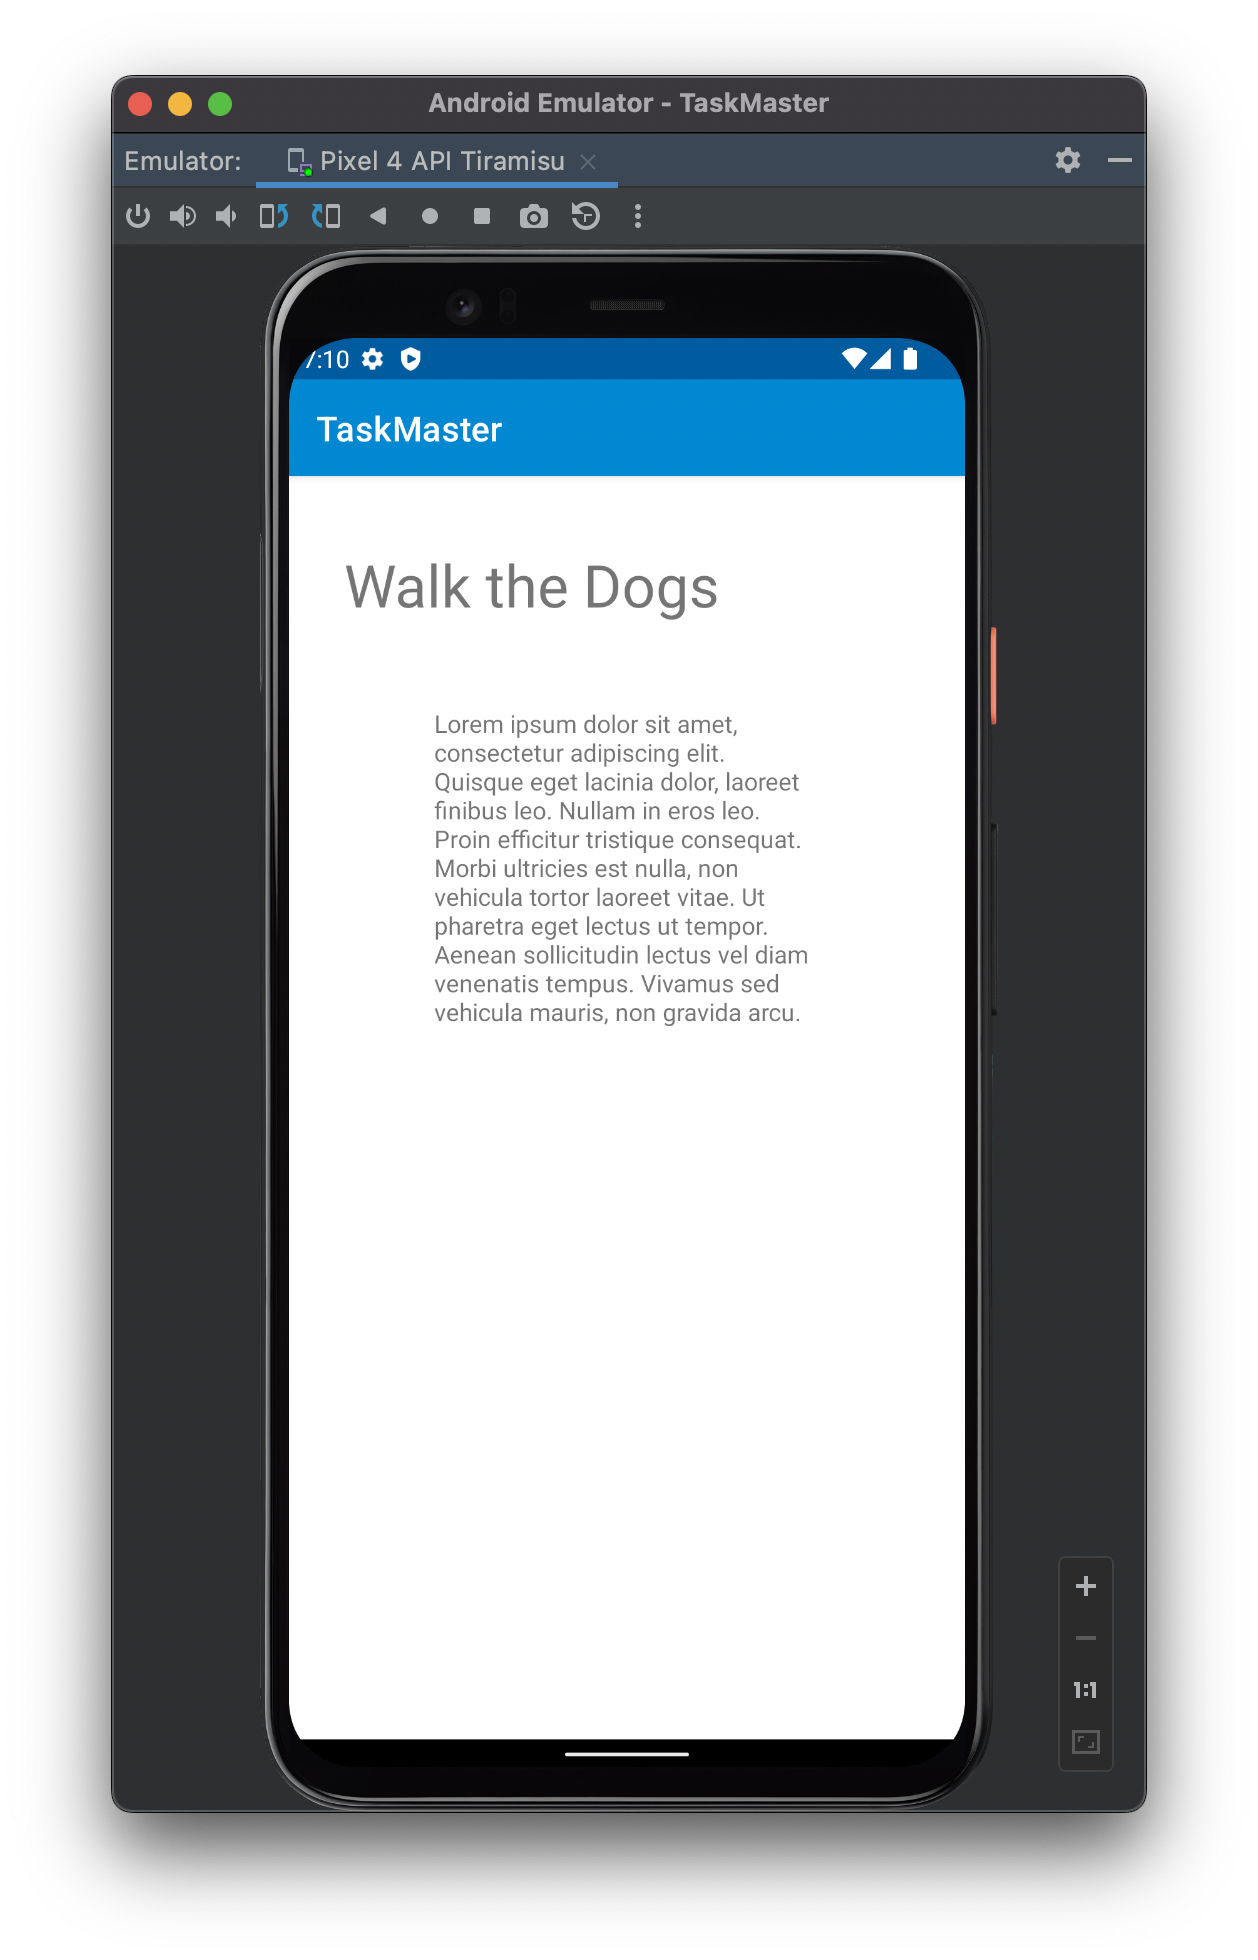 Android Emulator - TaskMaster
Emulator: Pixel 4 API Tiramisu
7:10
TaskMaster
Walk the Dogs
Lorem ipsum dolor sit amet,
consectetur adipiscing elit.
Quisque eget lacinia dolor, laoreet
finibus leo. Nullam in eros leo.
Proin efficitur tristique consequat.
Morbi ultricies est nulla, non
vehicula tortor laoreet vitae. Ut
pharetra eget lectus ut tempor.
Aenean sollicitudin lectus vel diam
venenatis tempus. Vivamus sed
vehicula mauris, non gravida arcu.
1:1